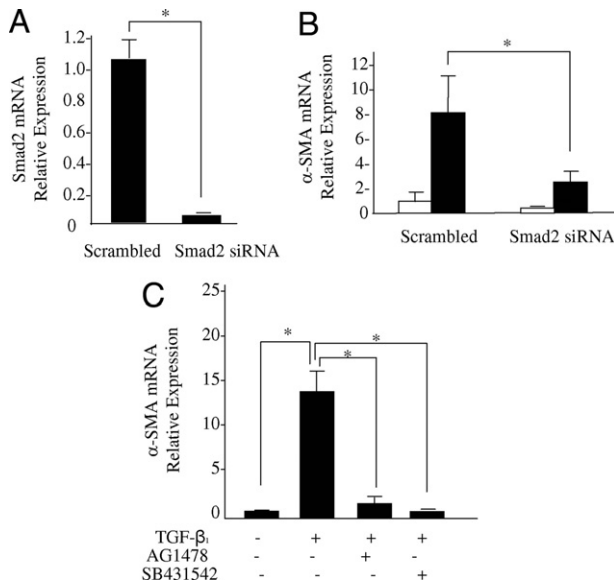 A
Smad2 mRNA
Relative Expression
1.2
1.0
0.8
0.6
0.4
0.2
0
*
Scrambled Smad2 siRNA
B
α-SMA mRNA
Relative Expression
12
10
8
6
4
2
0
*
Scrambled Smad2 siRNA
C
α-SMA mRNA
Relative Expression
25
20
15
10
5
0
* * *
TGF-β₁ - + + +
AG1478 - - + -
SB431542 - - - +